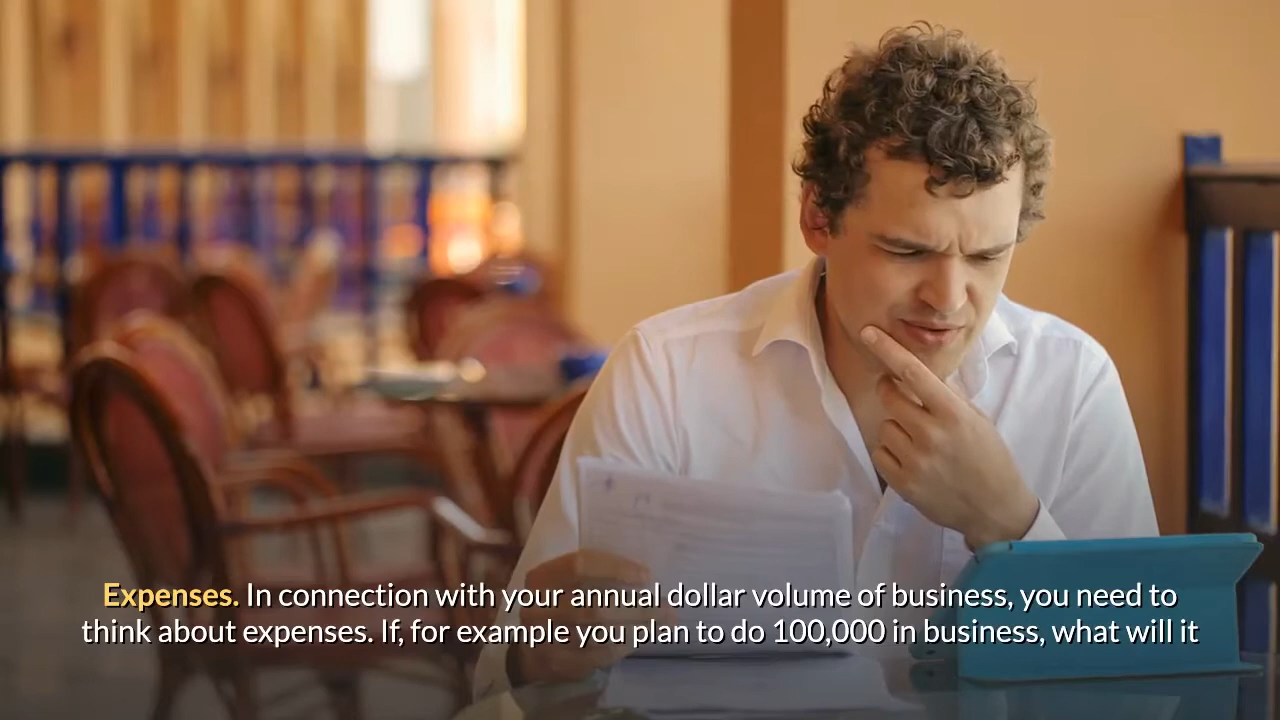 Expenses. In connection with your annual dollar volume of business, you need to
think about expenses. If, for example you plan to do 100,000 in business, what will it